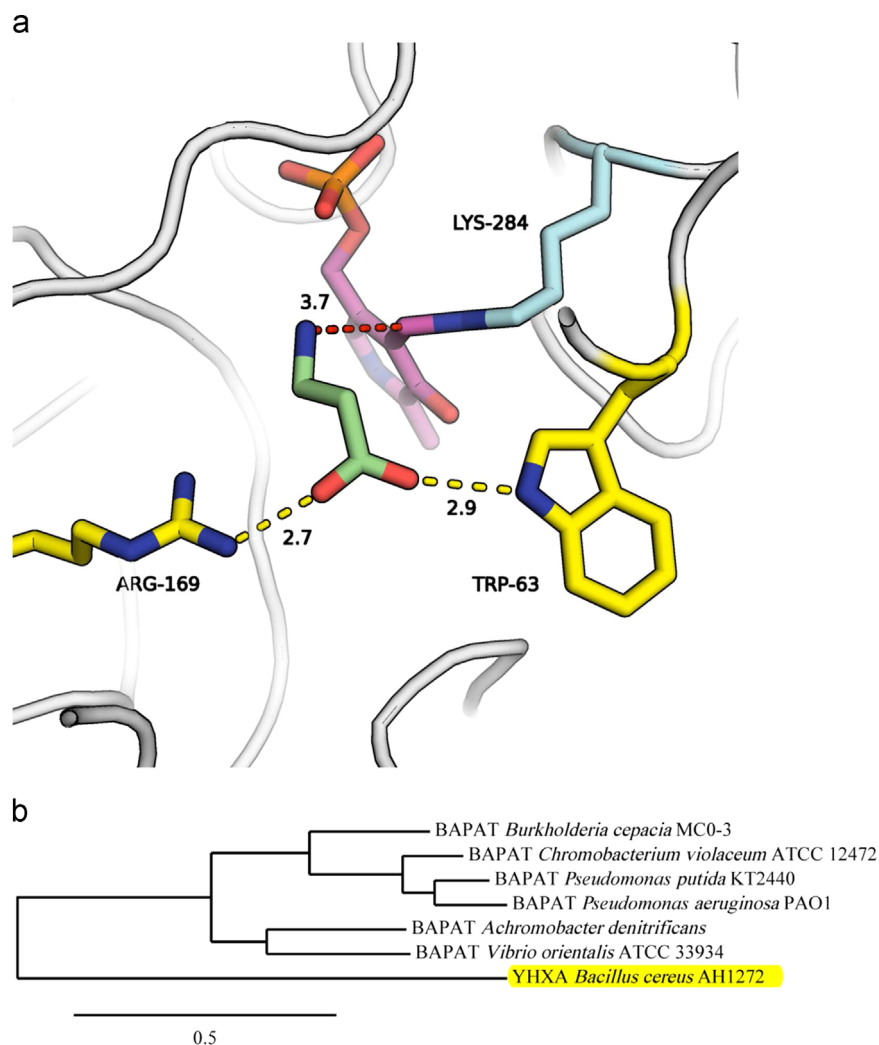 a
LYS-284
3.7
2.9
2.7
ARG-169
TRP-63
b
BAPAT Burkholderia cepacia MC0-3
BAPAT Chromobacterium violaceum ATCC 12472
BAPAT Pseudomonas putida KT2440
BAPAT Pseudomonas aeruginosa PAO1
BAPAT Achromobacter denitrificans
BAPAT Vibrio orientalis ATCC 33934
YHXA Bacillus cereus AH1272
0.5